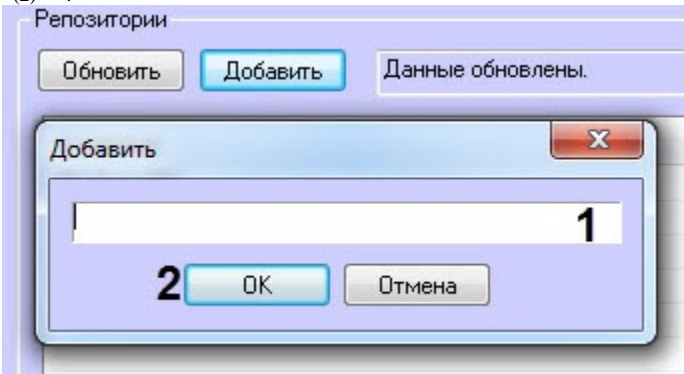 Репозитории
Обновить Добавить Данные обновлены.
Добавить
1
2 OK Отмена